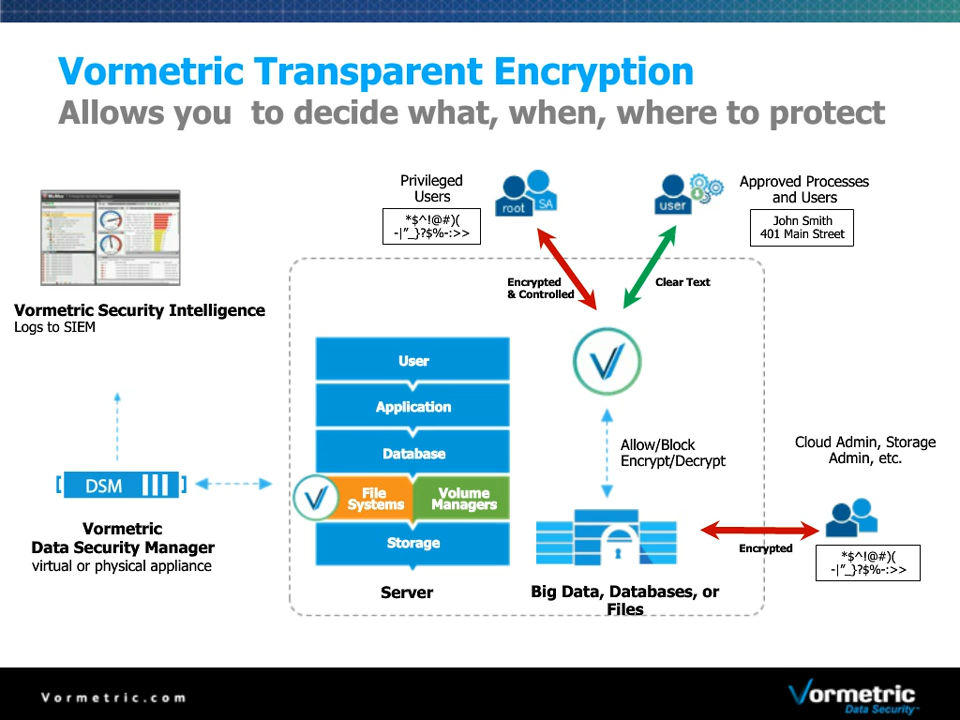 Vormetric Transparent Encryption
Allows you to decide what, when, where to protect
Privileged
Users
*$^!@#)(
-|”_}?$%-:>>
root
SA
user
Approved Processes
and Users
John Smith
401 Main Street
Encrypted
& Controlled
Clear Text
Vormetric Security Intelligence
Logs to SIEM
User
Application
Database
File
Systems
Volume
Managers
Storage
Server
Allow/Block
Encrypt/Decrypt
Cloud Admin, Storage
Admin, etc.
DSM
Vormetric
Data Security Manager
virtual or physical appliance
Encrypted
*$^!@#)(
-|”_}?$%-:>>
Big Data, Databases, or
Files
Vormetric.com
Vormetric
Data Security